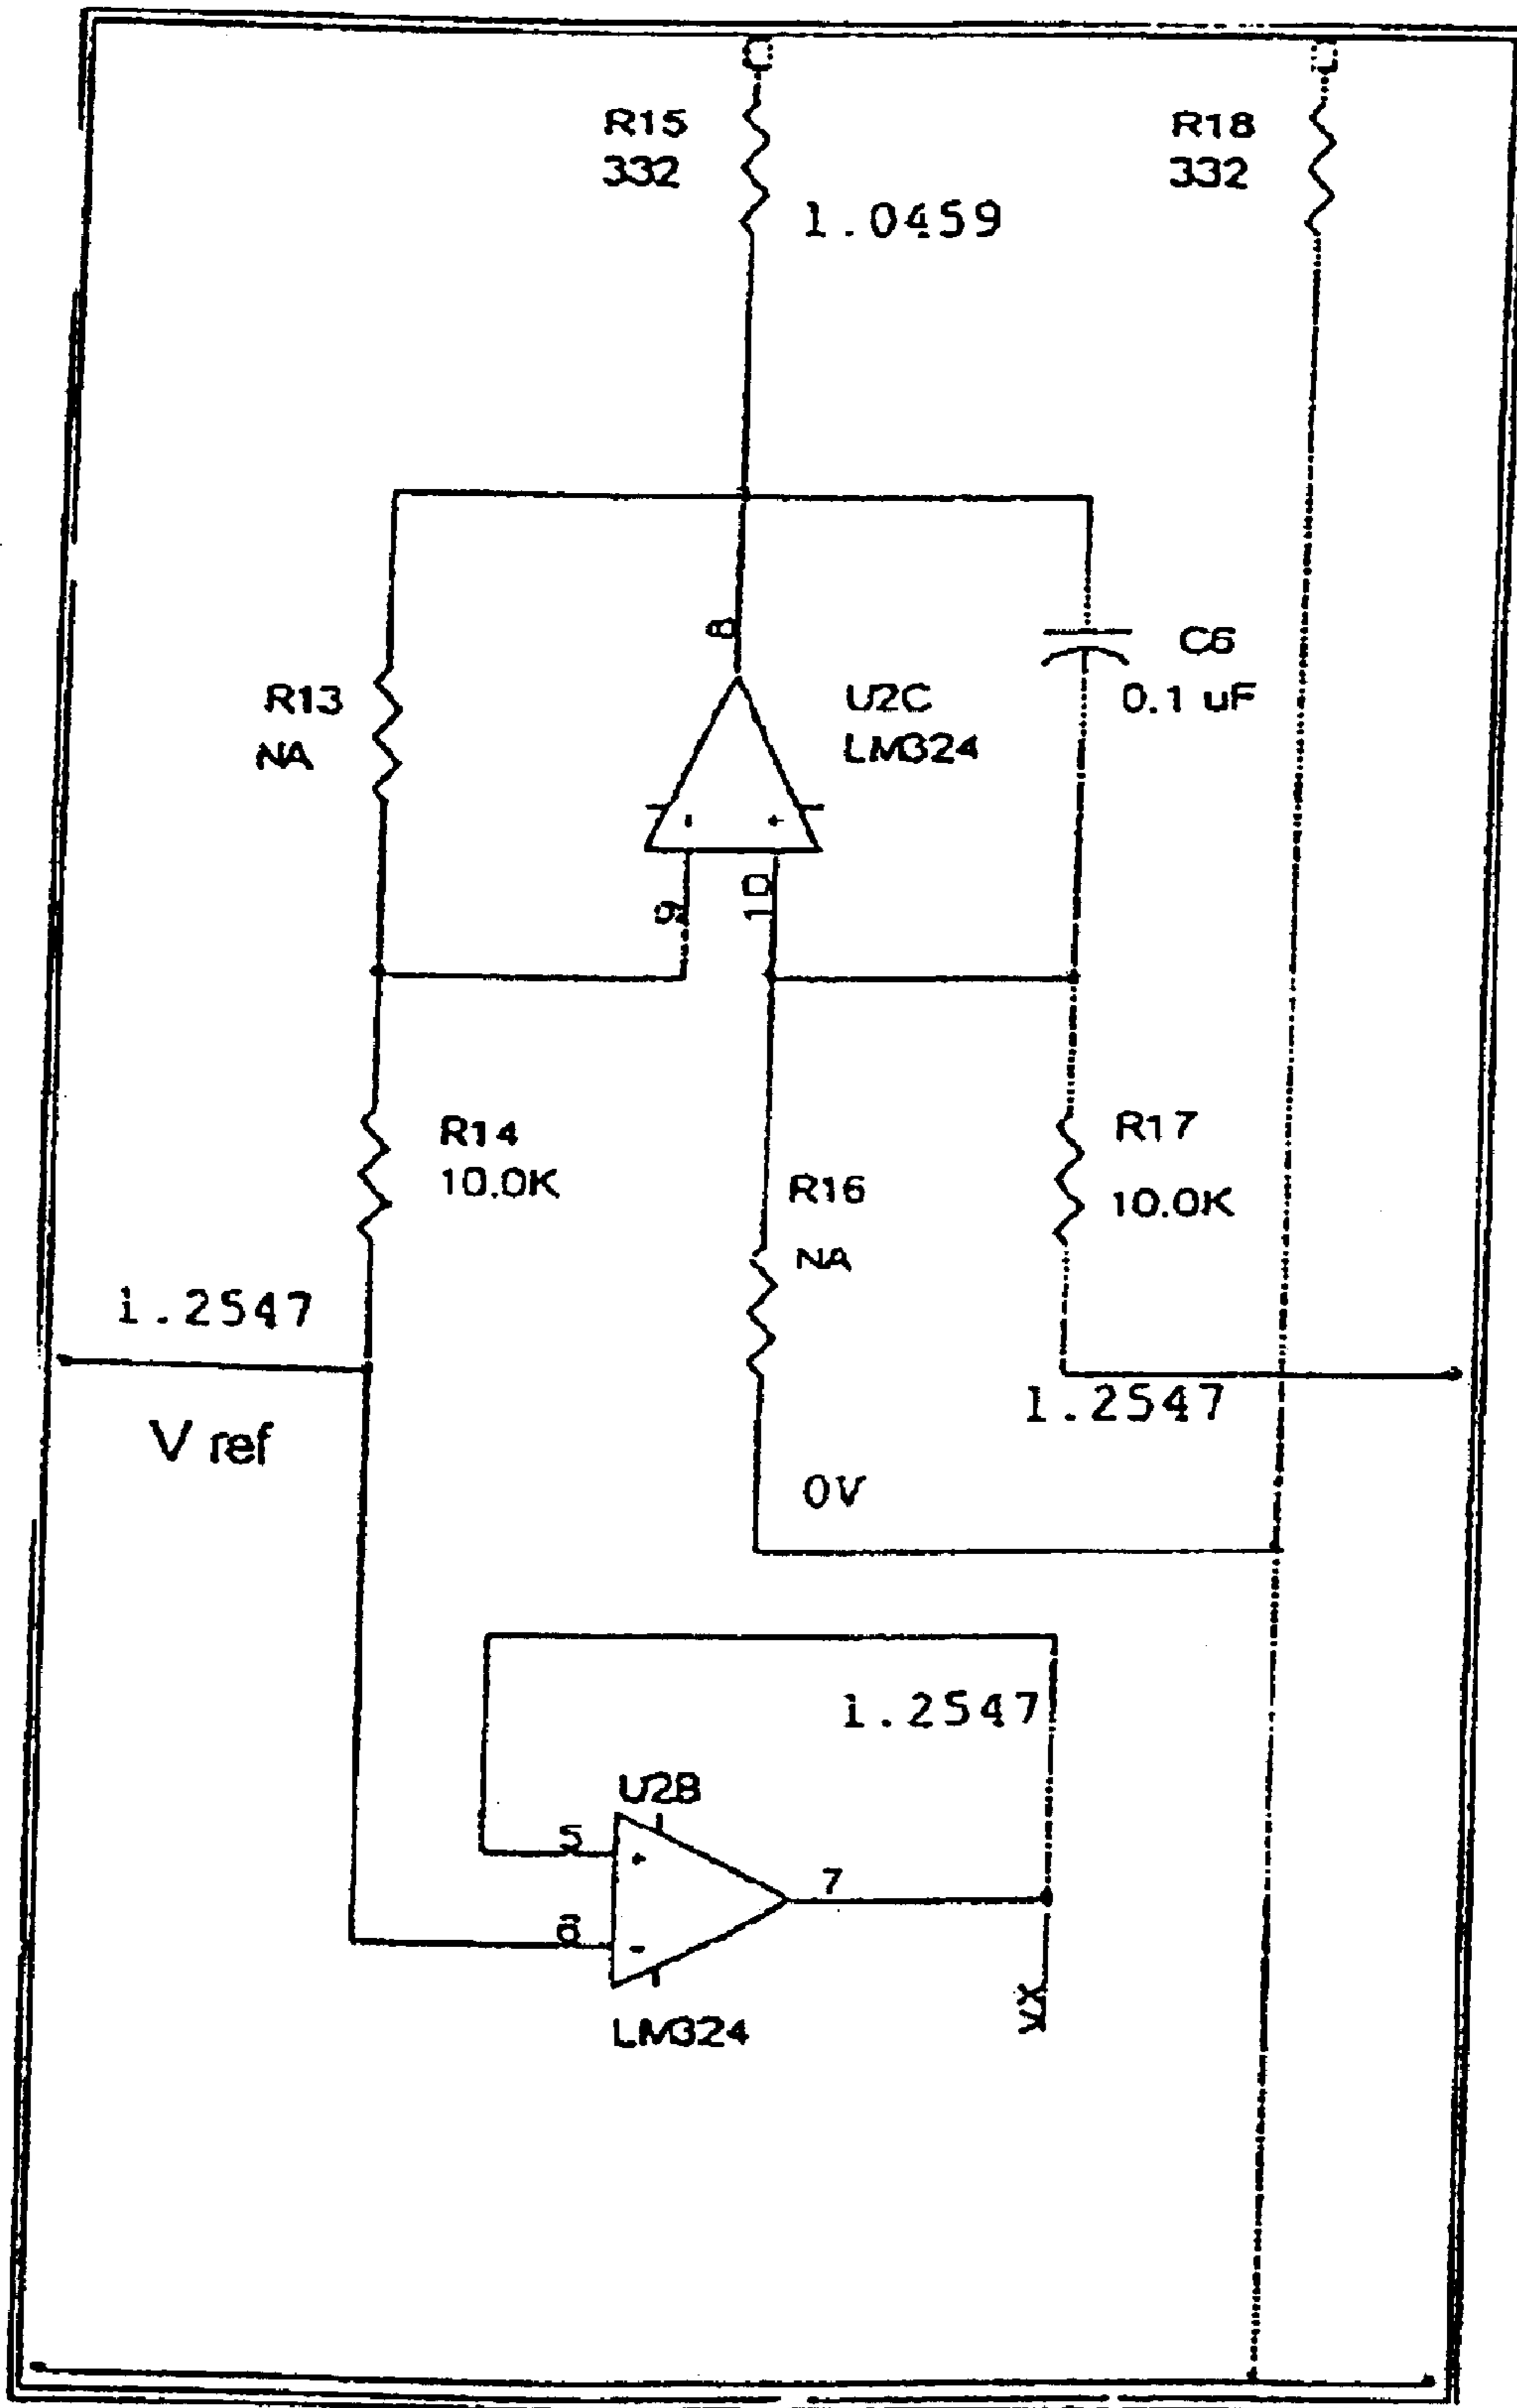 R15
332
R18
332
1.0459
8
R13
NA
U2C
LM324
C6
0.1 uF
-
+
9
10
R14
10.0K
R17
10.0K
R16
NA
1.2547
V ref
1.2547
0V
1.2547
U2B
5
+
7
6
-
VX
LM324